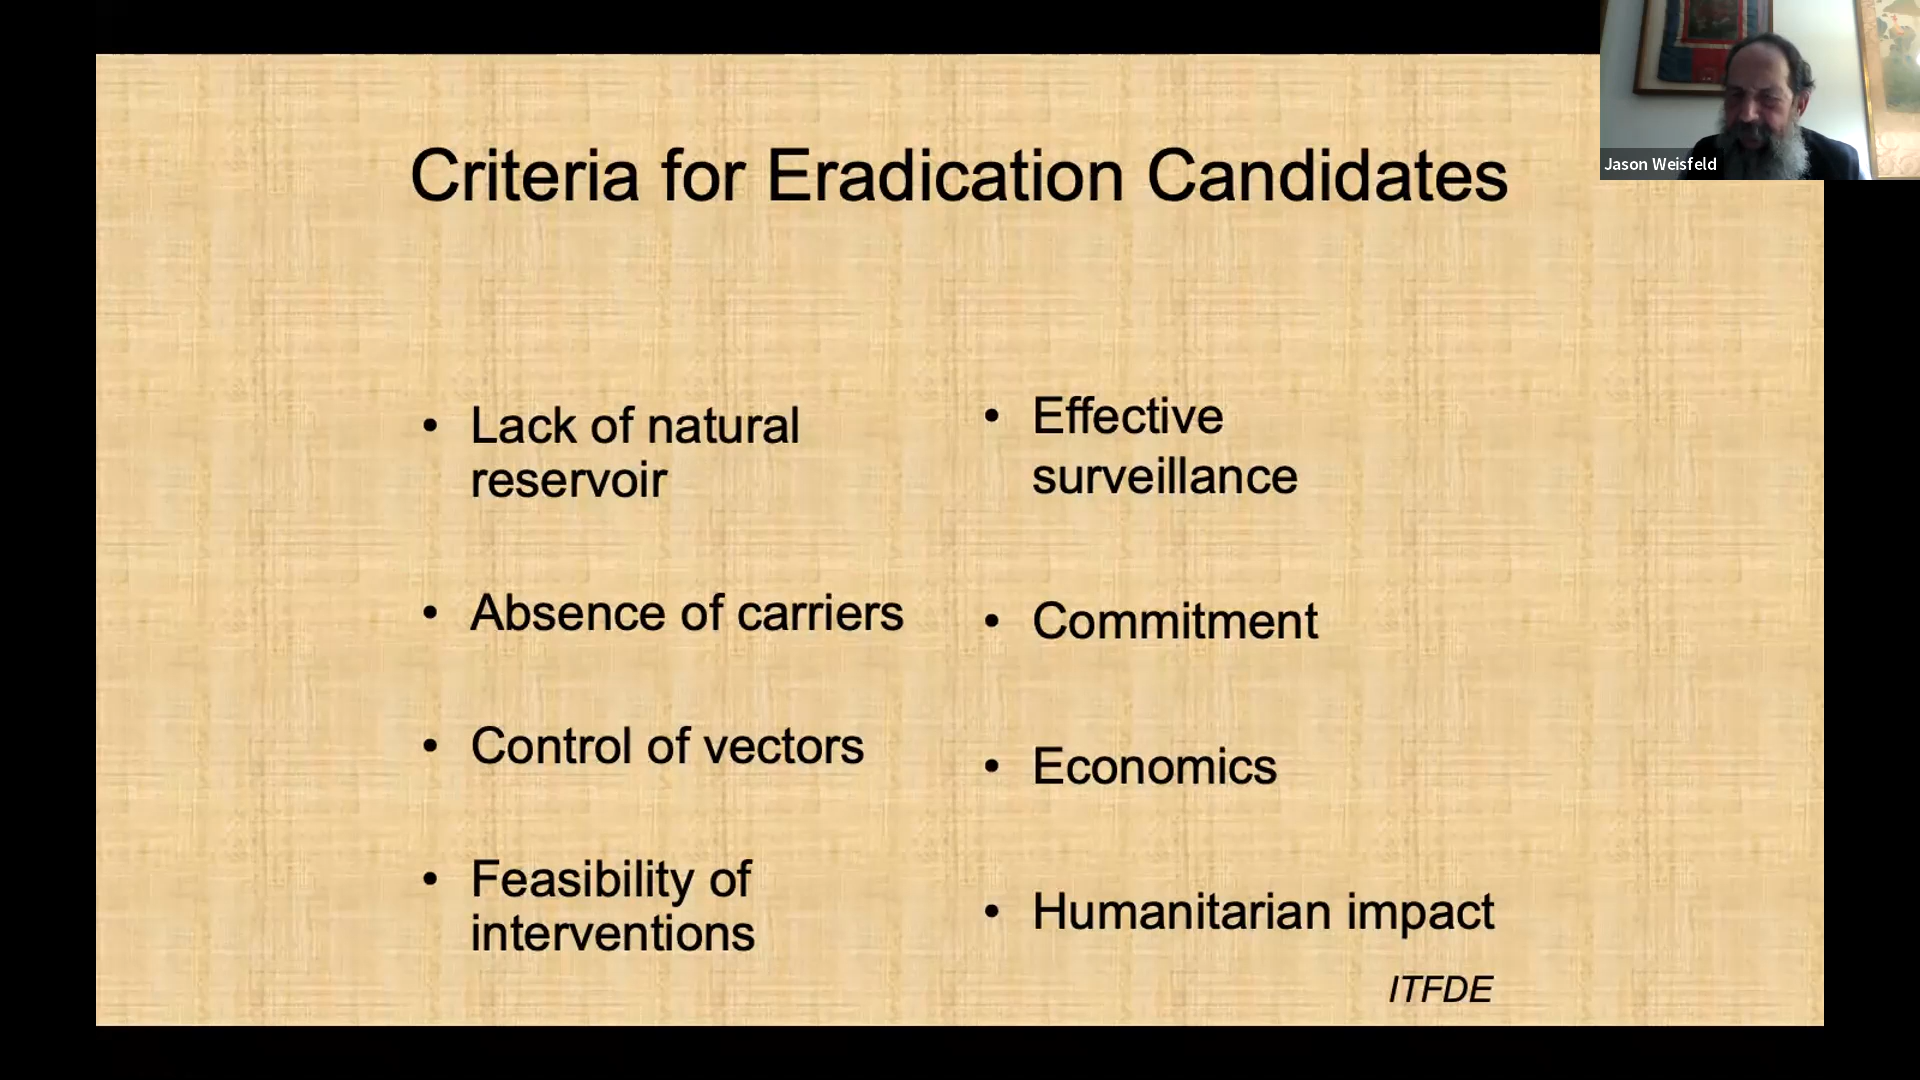 Criteria for Eradication Candidates
• Lack of natural
reservoir
• Absence of carriers
• Control of vectors
• Feasibility of
interventions
• Effective
surveillance
• Commitment
• Economics
• Humanitarian impact
ITFDE
Jason Weisfeld